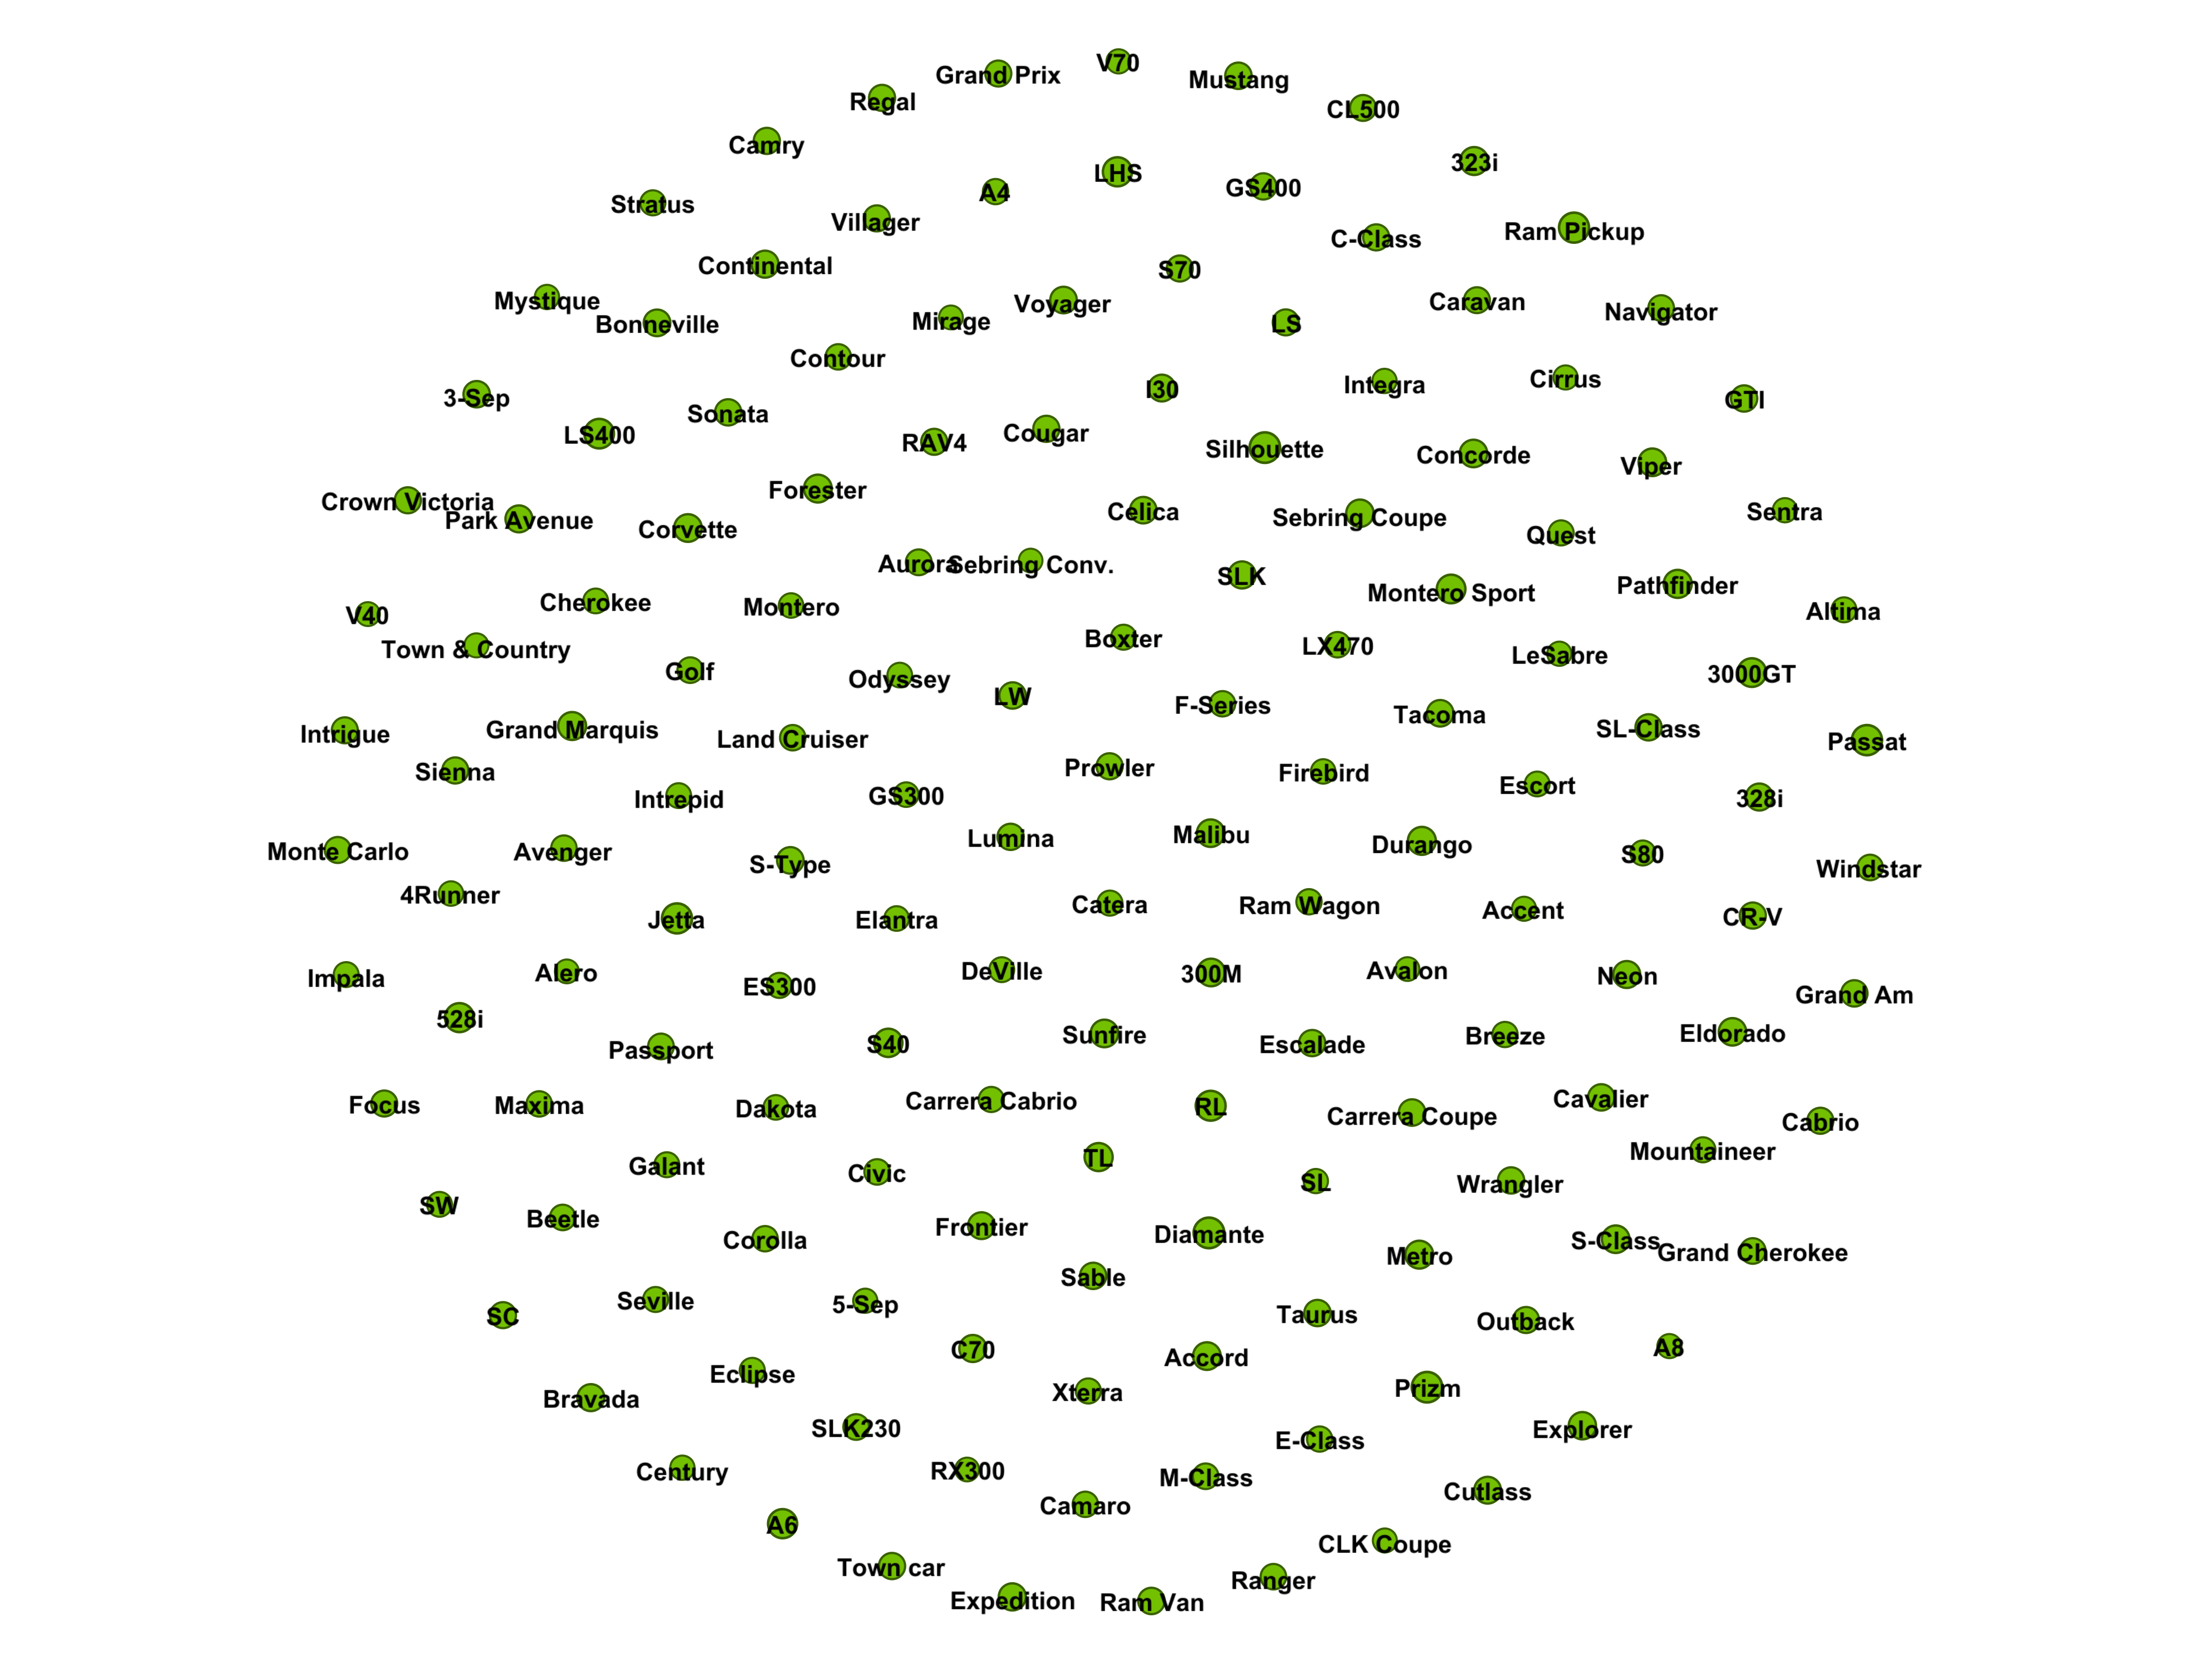 V70
Grand Prix
Mustang
Regal
CL500
Camry
323i
LHS
GS400
A4
Stratus
Villager
Ram Pickup
C-Class
Continental
S70
Mystique
Caravan
Voyager
Navigator
Mirage
LS
Bonneville
Contour
Cirrus
Integra
I30
3-Sep
GTI
Sonata
Cougar
LS400
RAV4
Silhouette
Concorde
Viper
Forester
Crown Victoria
Celica
Sentra
Sebring Coupe
Park Avenue
Corvette
Quest
Aurora
Sebring Conv.
SLK
Pathfinder
Montero Sport
Cherokee
Montero
Altima
V40
Boxter
LX470
Town & Country
LeSabre
Golf
3000GT
Odyssey
LW
F-Series
Tacoma
SL-Class
Grand Marquis
Intrigue
Land Cruiser
Passat
Prowler
Sienna
Firebird
Escort
GS300
328i
Intrepid
Malibu
Lumina
Durango
Monte Carlo
Avenger
S80
S-Type
Windstar
4Runner
Catera
Ram Wagon
Accent
CR-V
Jetta
Elantra
DeVille
Avalon
Alero
300M
Neon
Impala
ES300
Grand Am
528i
Eldorado
Sunfire
Breeze
S40
Escalade
Passport
Cavalier
Carrera Cabrio
Focus
Maxima
RL
Dakota
Carrera Coupe
Cabrio
Mountaineer
TL
Galant
Civic
SL
Wrangler
SW
Beetle
Frontier
Diamante
Corolla
S-Class
Grand Cherokee
Metro
Sable
Seville
5-Sep
SC
Taurus
Outback
A8
C70
Accord
Eclipse
Prizm
Xterra
Bravada
SLK230
Explorer
E-Class
RX300
Century
M-Class
Cutlass
Camaro
A6
CLK Coupe
Town car
Ranger
Expedition
Ram Van